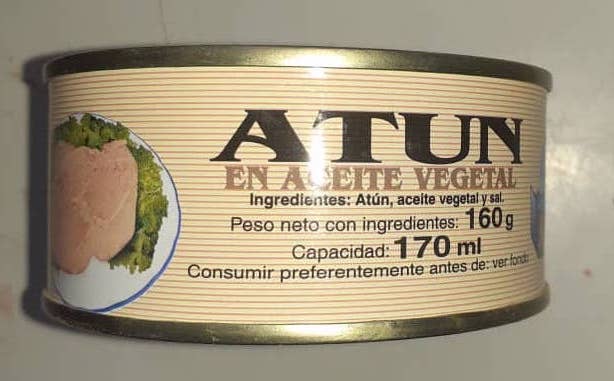 ATUN
EN ACEITE VEGETAL
Ingredientes: Atún, aceite vegetal y sal.
Peso neto con ingredientes: 160 g
Capacidad: 170 ml
Consumir preferentemente antes de: ver fondo